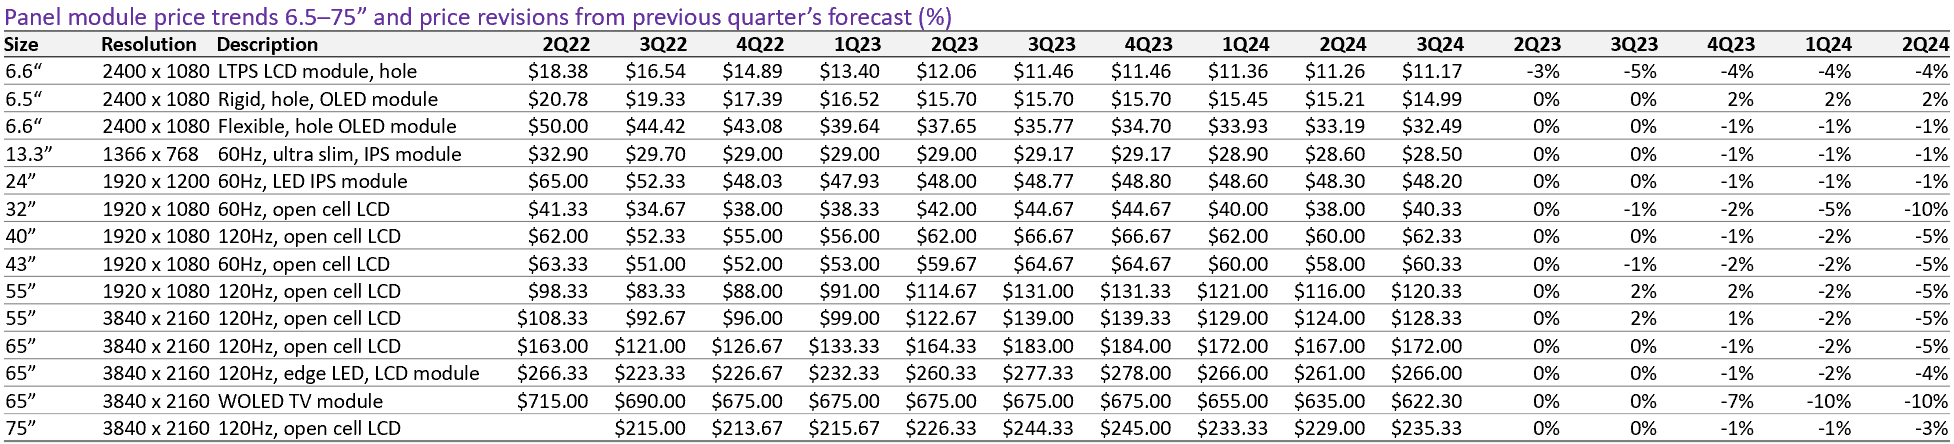 Panel module price trends 6.5–75” and price revisions from previous quarter’s forecast (%)
Size Resolution Description 2Q22 3Q22 4Q22 1Q23 2Q23 3Q23 4Q23 1Q24 2Q24 3Q24 2Q23 3Q23 4Q23 1Q24 2Q24
6.6“ 2400 x 1080 LTPS LCD module, hole $18.38 $16.54 $14.89 $13.40 $12.06 $11.46 $11.46 $11.36 $11.26 $11.17 -3% -5% -4% -4% -4%
6.5“ 2400 x 1080 Rigid, hole, OLED module $20.78 $19.33 $17.39 $16.52 $15.70 $15.70 $15.70 $15.45 $15.21 $14.99 0% 0% 2% 2% 2%
6.6“ 2400 x 1080 Flexible, hole OLED module $50.00 $44.42 $43.08 $39.64 $37.65 $35.77 $34.70 $33.93 $33.19 $32.49 0% 0% -1% -1% -1%
13.3” 1366 x 768 60Hz, ultra slim, IPS module $32.90 $29.70 $29.00 $29.00 $29.00 $29.17 $29.17 $28.90 $28.60 $28.50 0% 0% -1% -1% -1%
24” 1920 x 1200 60Hz, LED IPS module $65.00 $52.33 $48.03 $47.93 $48.00 $48.77 $48.80 $48.60 $48.30 $48.20 0% 0% -1% -1% -1%
32” 1920 x 1080 60Hz, open cell LCD $41.33 $34.67 $38.00 $38.33 $42.00 $44.67 $44.67 $40.00 $38.00 $40.33 0% -1% -2% -5% -10%
40” 1920 x 1080 120Hz, open cell LCD $62.00 $52.33 $55.00 $56.00 $62.00 $66.67 $66.67 $62.00 $60.00 $62.33 0% 0% -1% -2% -5%
43” 1920 x 1080 60Hz, open cell LCD $63.33 $51.00 $52.00 $53.00 $59.67 $64.67 $64.67 $60.00 $58.00 $60.33 0% -1% -2% -2% -5%
55” 1920 x 1080 120Hz, open cell LCD $98.33 $83.33 $88.00 $91.00 $114.67 $131.00 $131.33 $121.00 $116.00 $120.33 0% 2% 2% -2% -5%
55” 3840 x 2160 120Hz, open cell LCD $108.33 $92.67 $96.00 $99.00 $122.67 $139.00 $139.33 $129.00 $124.00 $128.33 0% 2% 1% -2% -5%
65” 3840 x 2160 120Hz, open cell LCD $163.00 $121.00 $126.67 $133.33 $164.33 $183.00 $184.00 $172.00 $167.00 $172.00 0% 0% -1% -2% -5%
65” 3840 x 2160 120Hz, edge LED, LCD module $266.33 $223.33 $226.67 $232.33 $260.33 $277.33 $278.00 $266.00 $261.00 $266.00 0% 0% -1% -2% -4%
65” 3840 x 2160 WOLED TV module $715.00 $690.00 $675.00 $675.00 $675.00 $675.00 $675.00 $655.00 $635.00 $622.30 0% 0% -7% -10% -10%
75” 3840 x 2160 120Hz, open cell LCD $215.00 $213.67 $215.67 $226.33 $244.33 $245.00 $233.33 $229.00 $235.33 0% 0% -1% -1% -3%